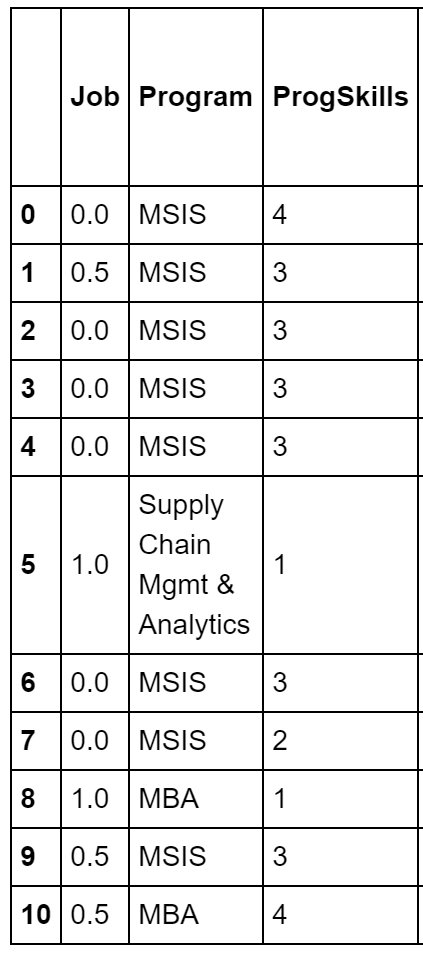 Job Program ProgSkills
0 0.0 MSIS 4
1 0.5 MSIS 3
2 0.0 MSIS 3
3 0.0 MSIS 3
4 0.0 MSIS 3
Supply
Chain
5 1.0 Mgmt & 1
Analytics
6 0.0 MSIS 3
7 0.0 MSIS 2
8 1.0 MBA 1
9 0.5 MSIS 3
10 0.5 MBA 4